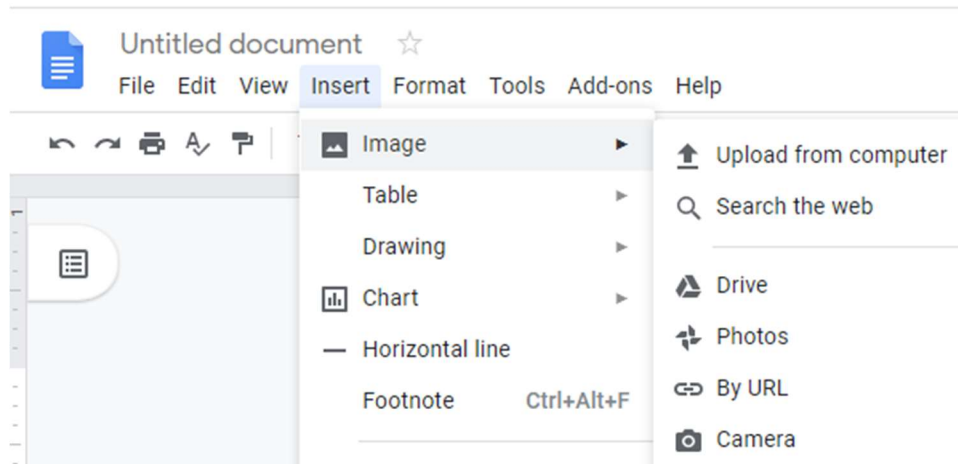 Untitled document
File Edit View Insert Format Tools Add-ons Help
Image
Table
Drawing
Chart
Horizontal line
Footnote Ctrl+Alt+F
Upload from computer
Search the web
Drive
Photos
By URL
Camera
1